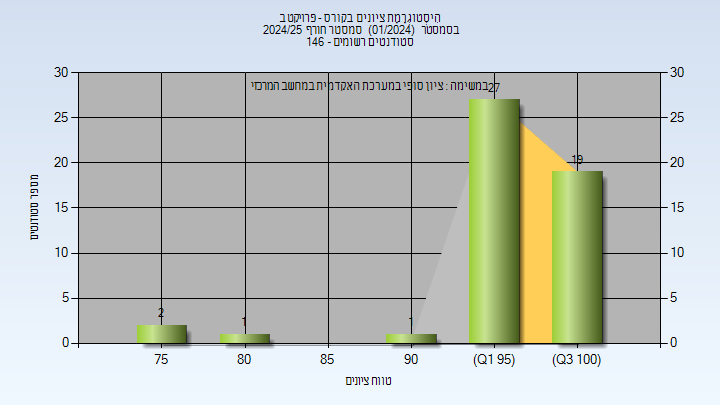 היסטוגרמת ציונים בקורס - פרויקט ב
בסמסטר (01/2024) סמסטר חורף 2024/25
סטודנטים רשומים - 146
במשימה : ציון סופי במערכת האקדמית במחשב המרכזי
30 30
25 25
20 20
15 15
10 10
5 5
0 0
2
1
1
27
19
מספר סטודנטים
75 80 85 90 (Q1 95) (Q3 100)
טווח ציונים